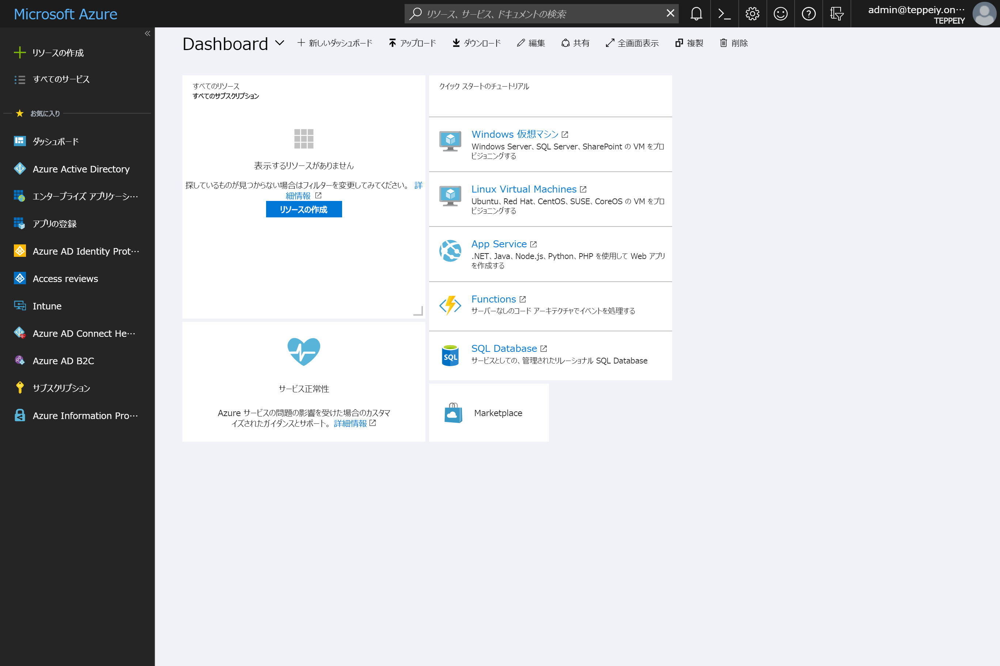 Microsoft Azure
リソース、サービス、ドキュメントの検索
admin@teppeiy.on…
TEPPEIY
リソースの作成
すべてのサービス
お気に入り
ダッシュボード
Azure Active Directory
エンタープライズ アプリケーシ…
アプリの登録
Azure AD Identity Prot…
Access reviews
Intune
Azure AD Connect He…
Azure AD B2C
サブスクリプション
Azure Information Pro…
Dashboard
新しいダッシュボード
アップロード
ダウンロード
編集
共有
全画面表示
複製
削除
すべてのリソース
すべてのサブスクリプション
表示するリソースがありません
探しているものが見つからない場合はフィルターを変更してみてください。 詳
細情報
リソースの作成
サービス正常性
Azure サービスの問題の影響を受けた場合のカスタマ
イズされたガイダンスとサポート。 詳細情報
クイック スタートのチュートリアル
Windows 仮想マシン
Windows Server、SQL Server、SharePoint の VM をプロ
ビジョニングする
Linux Virtual Machines
Ubuntu、Red Hat、CentOS、SUSE、CoreOS の VM をプロ
ビジョニングする
App Service
.NET、Java、Node.js、Python、PHP を使用して Web アプリ
を作成する
Functions
サーバーなしのコード アーキテクチャでイベントを処理する
SQL
SQL Database
サービスとしての、管理されたリレーショナル SQL Database
Marketplace